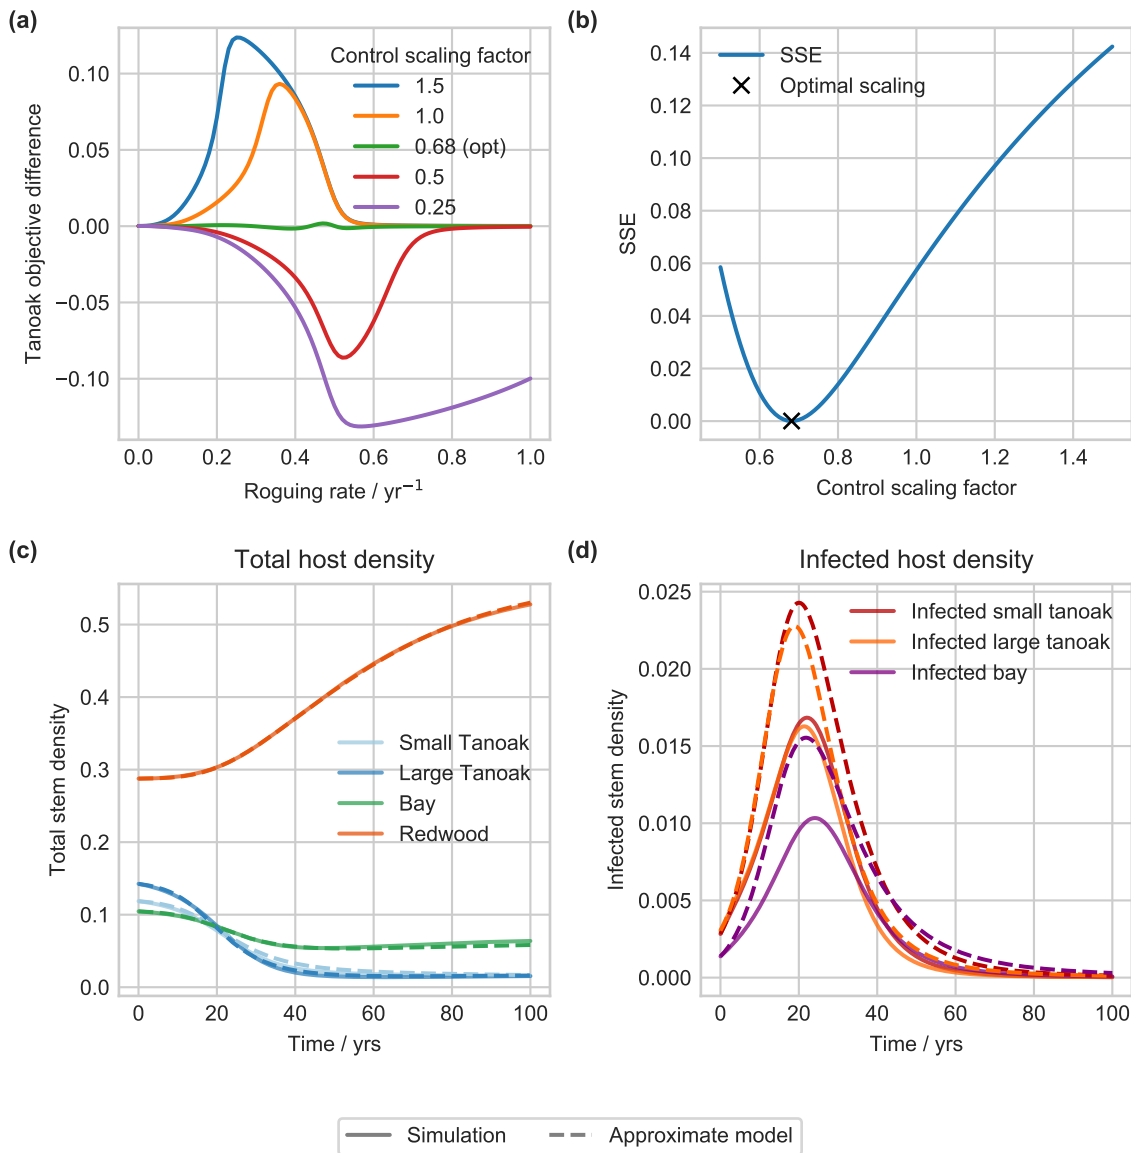 (a)
Control scaling factor
1.5
1.0
0.68 (opt)
0.5
0.25
0.10
0.05
0.00
−0.05
−0.10
Tanoak objective difference
0.0 0.2 0.4 0.6 0.8 1.0
Roguing rate / yr⁻¹
(b)
SSE
Optimal scaling
0.14
0.12
0.10
0.08
0.06
0.04
0.02
0.00
SSE
0.6 0.8 1.0 1.2 1.4
Control scaling factor
(c)
Total host density
0.5
0.4
0.3
0.2
0.1
0.0
Total stem density
Small Tanoak
Large Tanoak
Bay
Redwood
0 20 40 60 80 100
Time / yrs
(d)
Infected host density
0.025
0.020
0.015
0.010
0.005
0.000
Infected stem density
Infected small tanoak
Infected large tanoak
Infected bay
0 20 40 60 80 100
Time / yrs
Simulation Approximate model